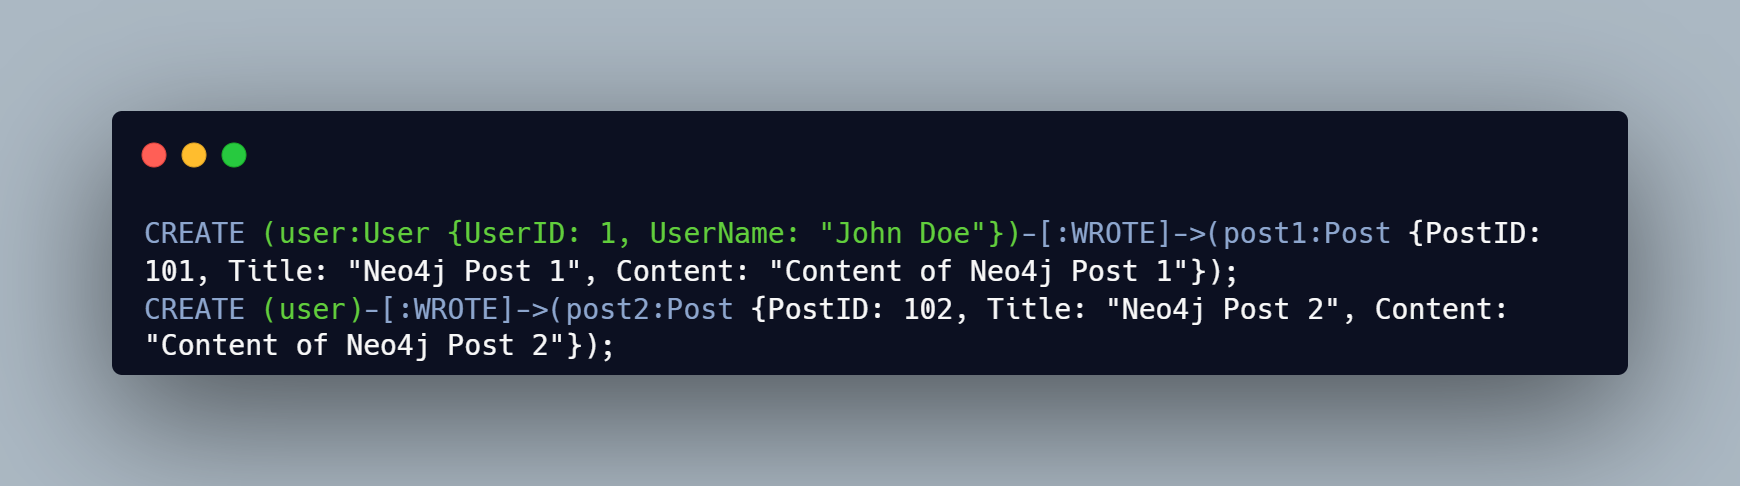 CREATE (user:User {UserID: 1, UserName: "John Doe"})-[:WROTE]->(post1:Post {PostID:
101, Title: "Neo4j Post 1", Content: "Content of Neo4j Post 1"});
CREATE (user)-[:WROTE]->(post2:Post {PostID: 102, Title: "Neo4j Post 2", Content:
"Content of Neo4j Post 2"});